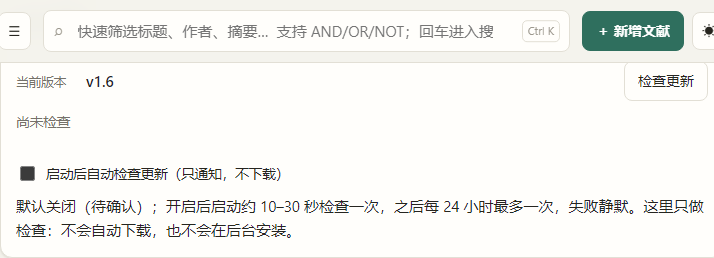 快速筛选标题、作者、摘要… 支持 AND/OR/NOT；回车进入搜
Ctrl K
+ 新增文献
当前版本 v1.6
检查更新
尚未检查
启动后自动检查更新（只通知，不下载）
默认关闭（待确认）；开启后启动约 10–30 秒检查一次，之后每 24 小时最多一次，失败静默。这里只做
检查：不会自动下载，也不会在后台安装。